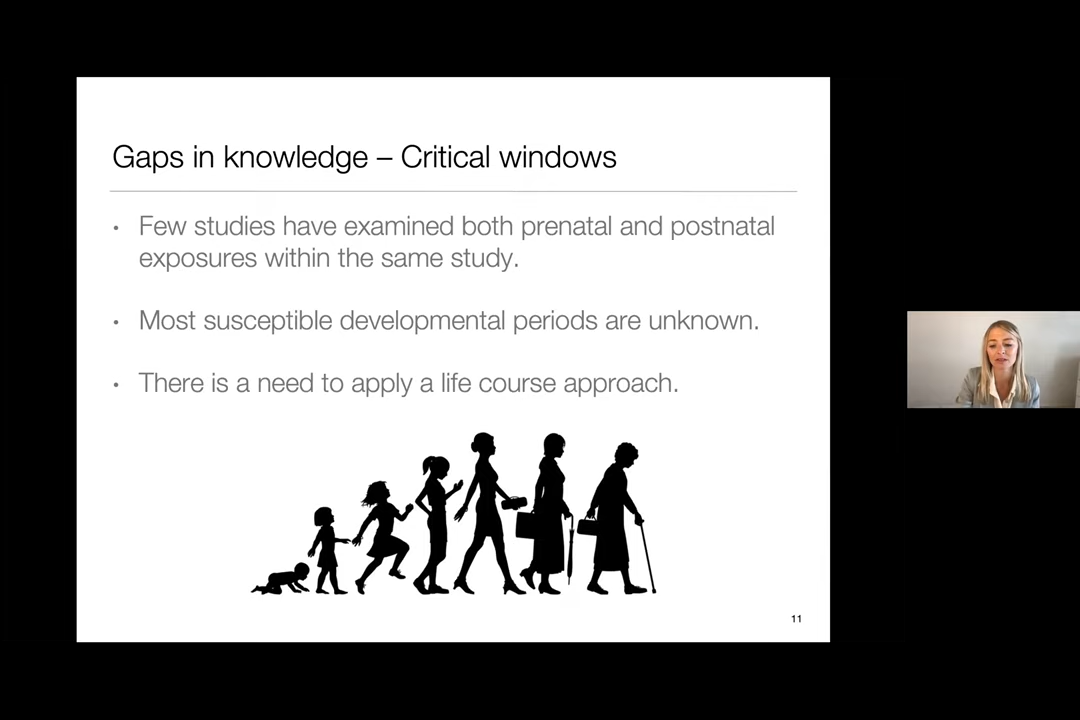 Gaps in knowledge – Critical windows
• Few studies have examined both prenatal and postnatal
exposures within the same study.
• Most susceptible developmental periods are unknown.
• There is a need to apply a life course approach.
11